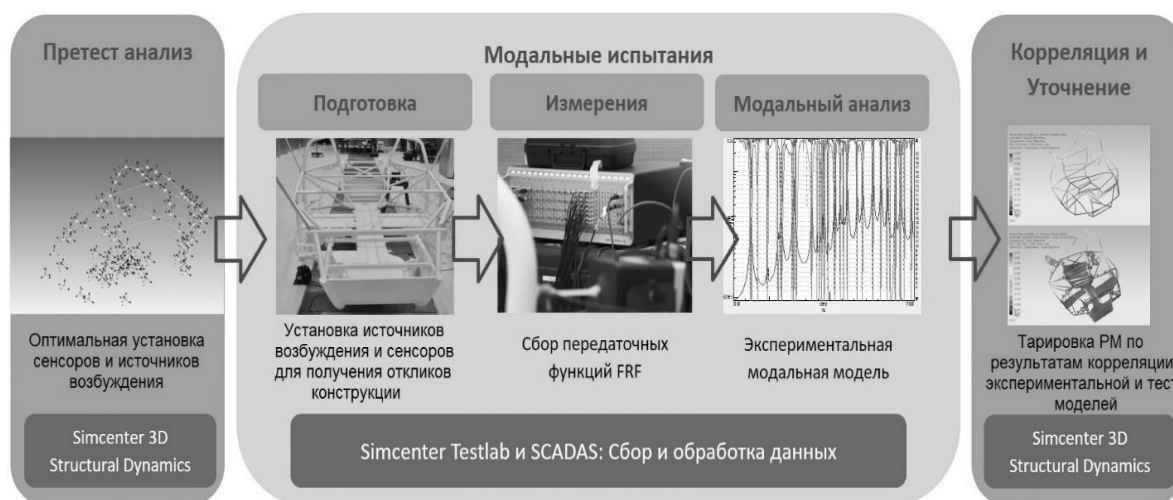 Претест анализ
Оптимальная установка
сенсоров и источников
возбуждения
Simcenter 3D
Structural Dynamics
Модальные испытания
Подготовка
Установка источников
возбуждения и сенсоров
для получения откликов
конструкции
Измерения
Сбор передаточных
функций FRF
Модальный анализ
Экспериментальная
модальная модель
Simcenter Testlab и SCADAS: Сбор и обработка данных
Корреляция и
Уточнение
Тарировка РМ по
результатам корреляции
экспериментальной и тест
моделей
Simcenter 3D
Structural Dynamics